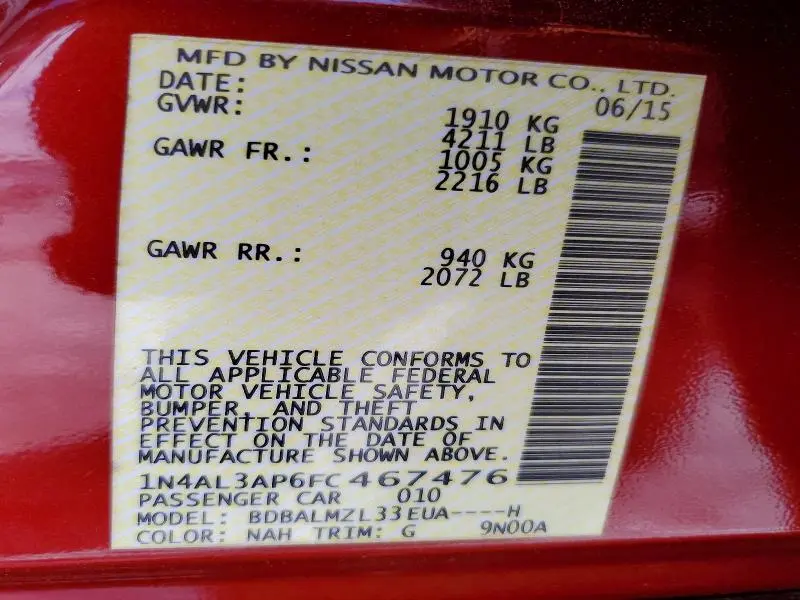 MFD BY NISSAN MOTOR CO., LTD.
DATE: 06/15
GVWR: 1910 KG
4211 LB
GAWR FR.: 1005 KG
2216 LB
GAWR RR.: 940 KG
2072 LB
THIS VEHICLE CONFORMS TO
ALL APPLICABLE FEDERAL
MOTOR VEHICLE SAFETY,
BUMPER, AND THEFT
PREVENTION STANDARDS IN
EFFECT ON THE DATE OF
MANUFACTURE SHOWN ABOVE.
1N4AL3AP6FC467476
PASSENGER CAR 010
MODEL: BDBALMZL33EUA----H
COLOR: NAH TRIM: G 9N00A